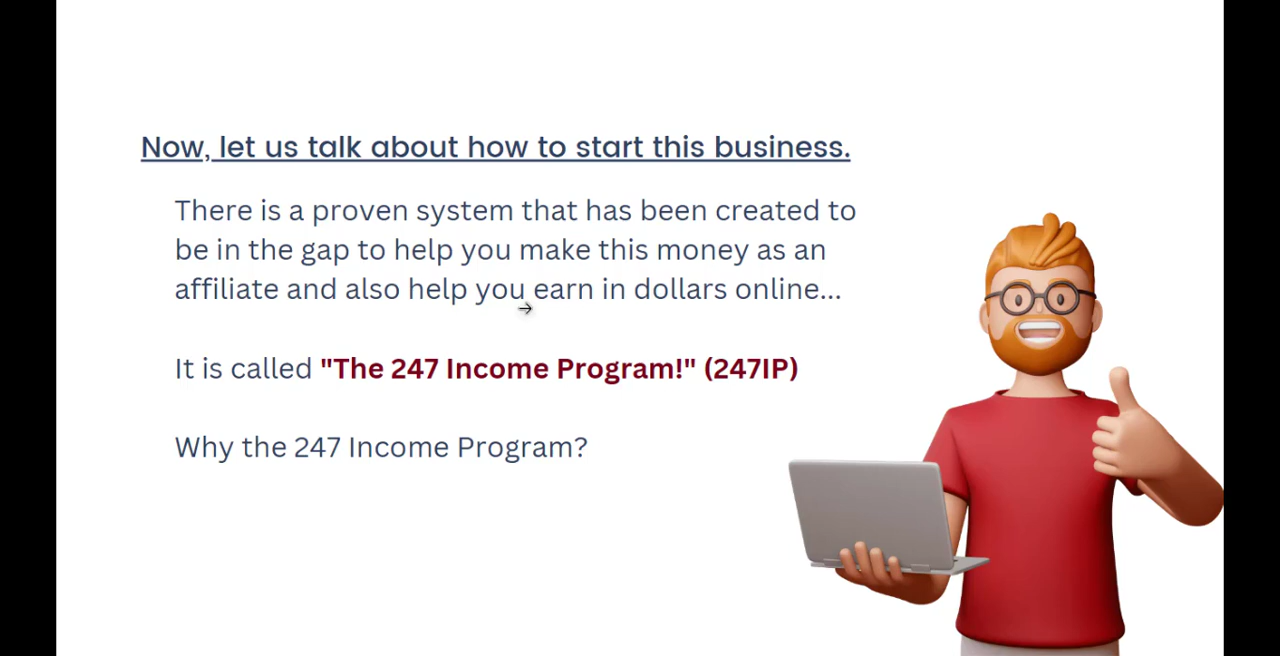 Now, let us talk about how to start this business.
There is a proven system that has been created to
be in the gap to help you make this money as an
affiliate and also help you earn in dollars online...
It is called "The 247 Income Program!" (247IP)
Why the 247 Income Program?